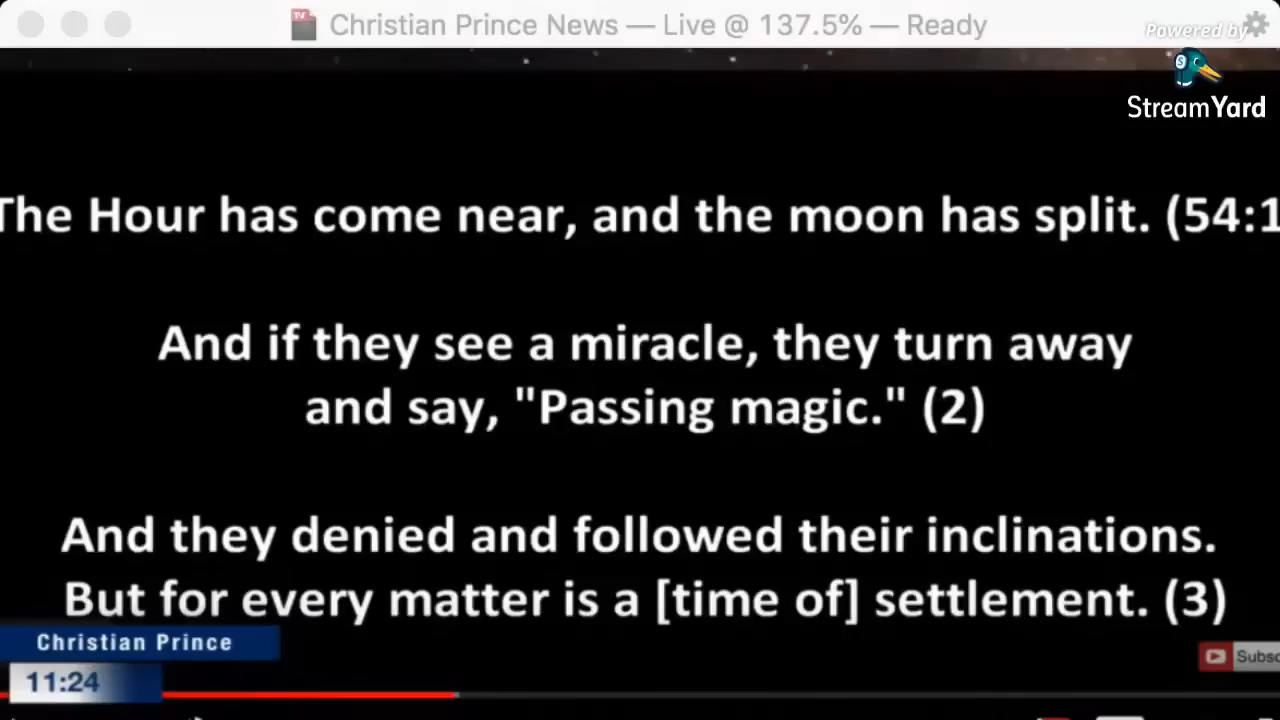 Christian Prince News — Live @ 137.5% — Ready
Powered by
StreamYard
The Hour has come near, and the moon has split. (54:1
And if they see a miracle, they turn away
and say, "Passing magic." (2)
And they denied and followed their inclinations.
But for every matter is a [time of] settlement. (3)
Christian Prince
Subsc
11:24